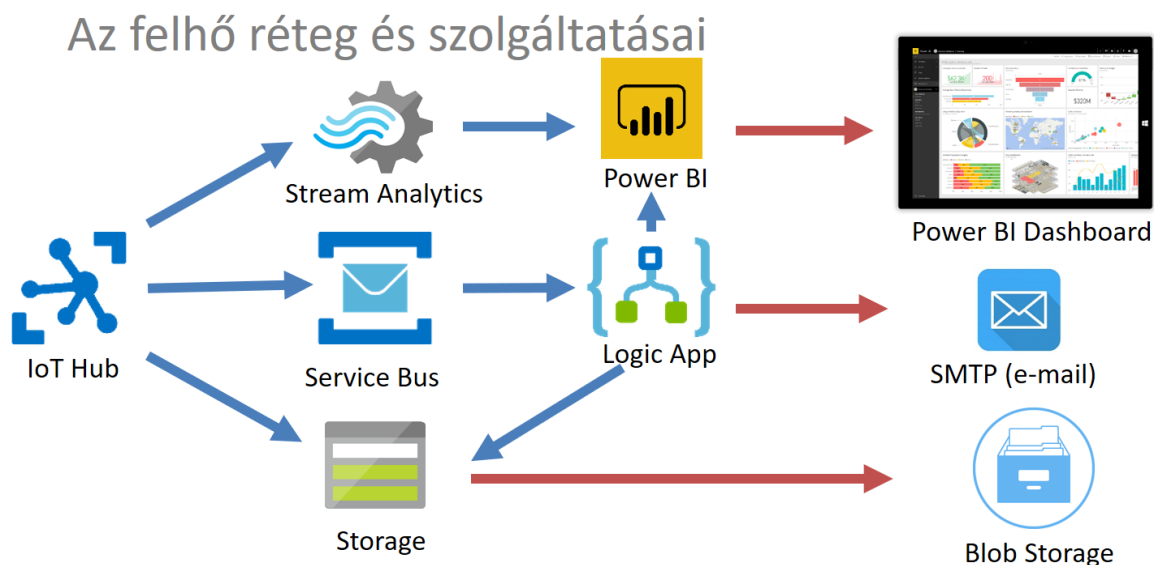 Az felhő réteg és szolgáltatásai
Stream Analytics
Power BI
Power BI Dashboard
IoT Hub
Service Bus
Logic App
SMTP (e-mail)
Storage
Blob Storage
$320M